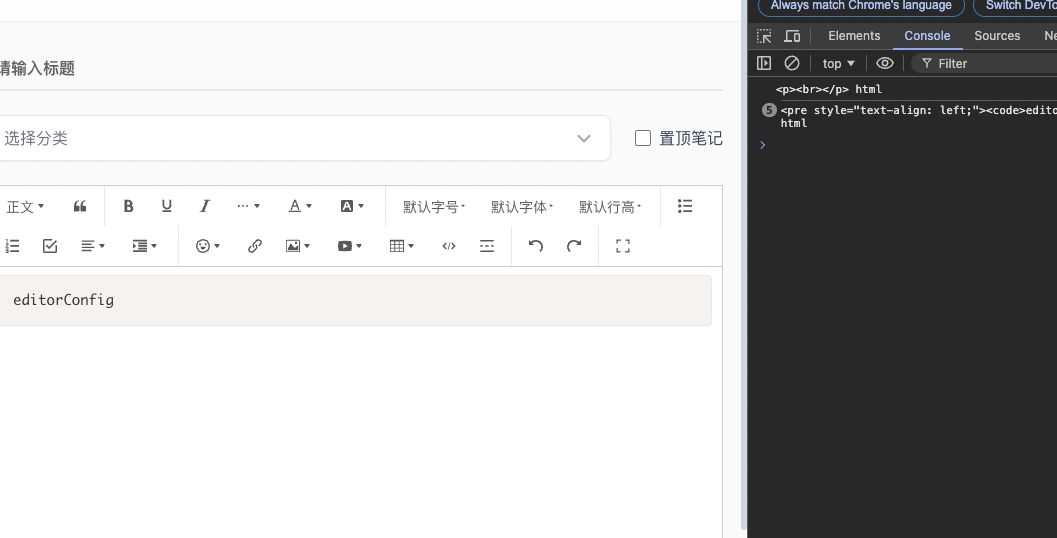 Always match Chrome's language
Switch DevTo
Elements
Console
Sources
Ne
top
Filter
<p><br></p> html
5
<pre style="text-align: left;"><code>edito
html
请输入标题
选择分类
置顶笔记
正文
B
U
I
A
A
默认字号
默认字体
默认行高
editorConfig